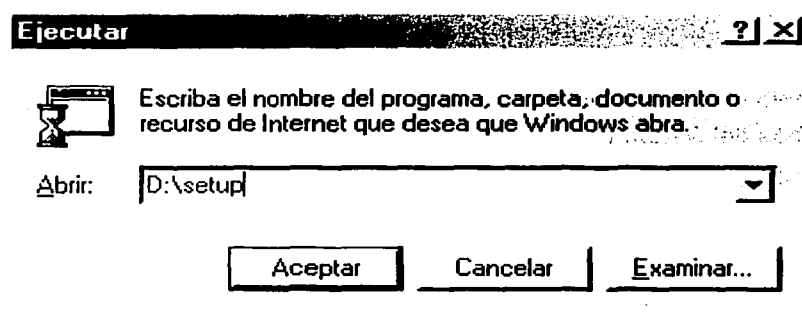 Ejecutar ? X
Escriba el nombre del programa, carpeta, documento o
recurso de Internet que desea que Windows abra.
Abrir: D:\setup
Aceptar Cancelar Examinar...